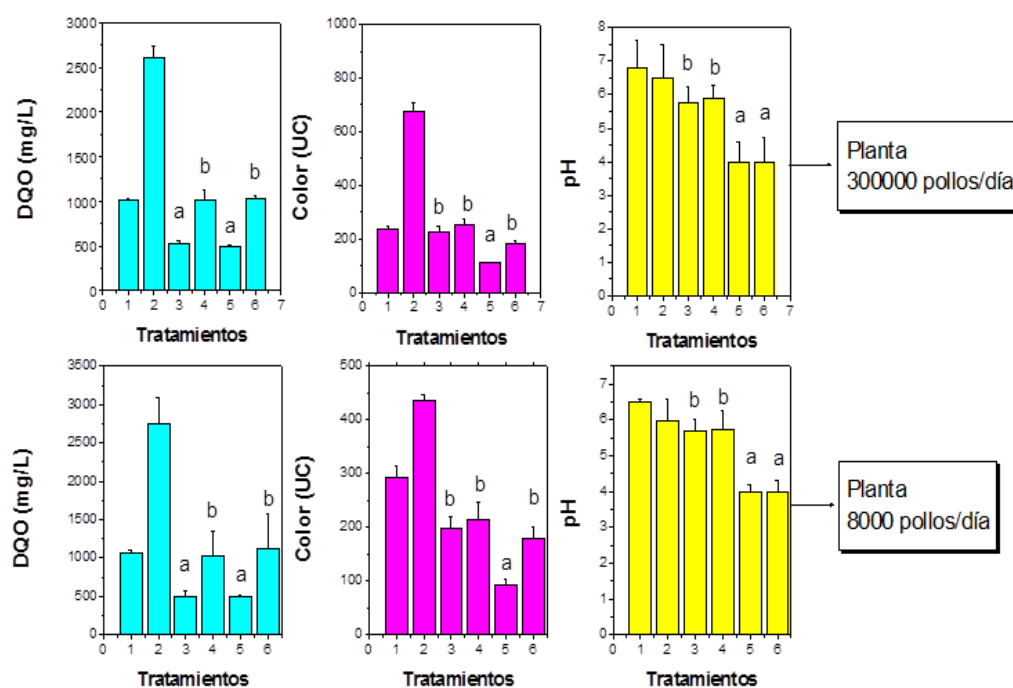 DQO (mg/L)
3000
2500
2000
1500
1000
500
0
a b a b
0 1 2 3 4 5 6 7
Tratamientos
Color (UC)
1000
800
600
400
200
0
b b a b
0 1 2 3 4 5 6 7
Tratamientos
pH
8
7
6
5
4
3
2
1
0
b b a a
0 1 2 3 4 5 6 7
Tratamientos
Planta
300000 pollos/día
DQO (mg/L)
3500
3000
2500
2000
1500
1000
500
0
a b a b
0 1 2 3 4 5 6
Tratamientos
Color (UC)
500
400
300
200
100
0
b b a b
0 1 2 3 4 5 6
Tratamientos
pH
7
6
5
4
3
2
1
0
b b a a
0 1 2 3 4 5 6
Tratamientos
Planta
8000 pollos/día